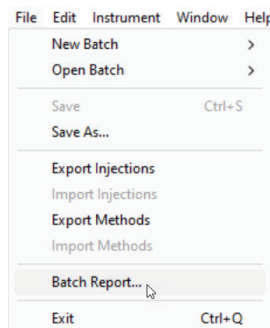 File Edit Instrument Window Help
New Batch >
Open Batch >
Save Ctrl+S
Save As...
Export Injections
Import Injections
Export Methods
Import Methods
Batch Report...
Exit Ctrl+Q